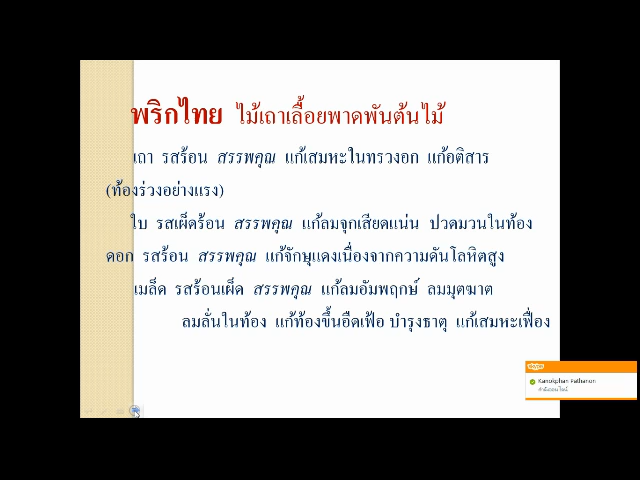 พริกไทย ไม้เถาเลื้อยพาดพันต้นไม้
เถา รสร้อน สรรพคุณ แก้เสมหะในทรวงอก แก้อติสาร
(ท้องร่วงอย่างแรง)
ใบ รสเผ็ดร้อน สรรพคุณ แก้ลมจุกเสียดแน่น ปวดมวนในท้อง
ดอก รสร้อน สรรพคุณ แก้จักษุแดงเนื่องจากความดันโลหิตสูง
เมล็ด รสร้อนเผ็ด สรรพคุณ แก้ลมอัมพฤกษ์ ลมมุตฆาต
ลมลั่นในท้อง แก้ท้องขึ้นอืดเฟ้อ บำรุงธาตุ แก้เสมหะเฟื่อง
skype
Kanokphan Pathanon